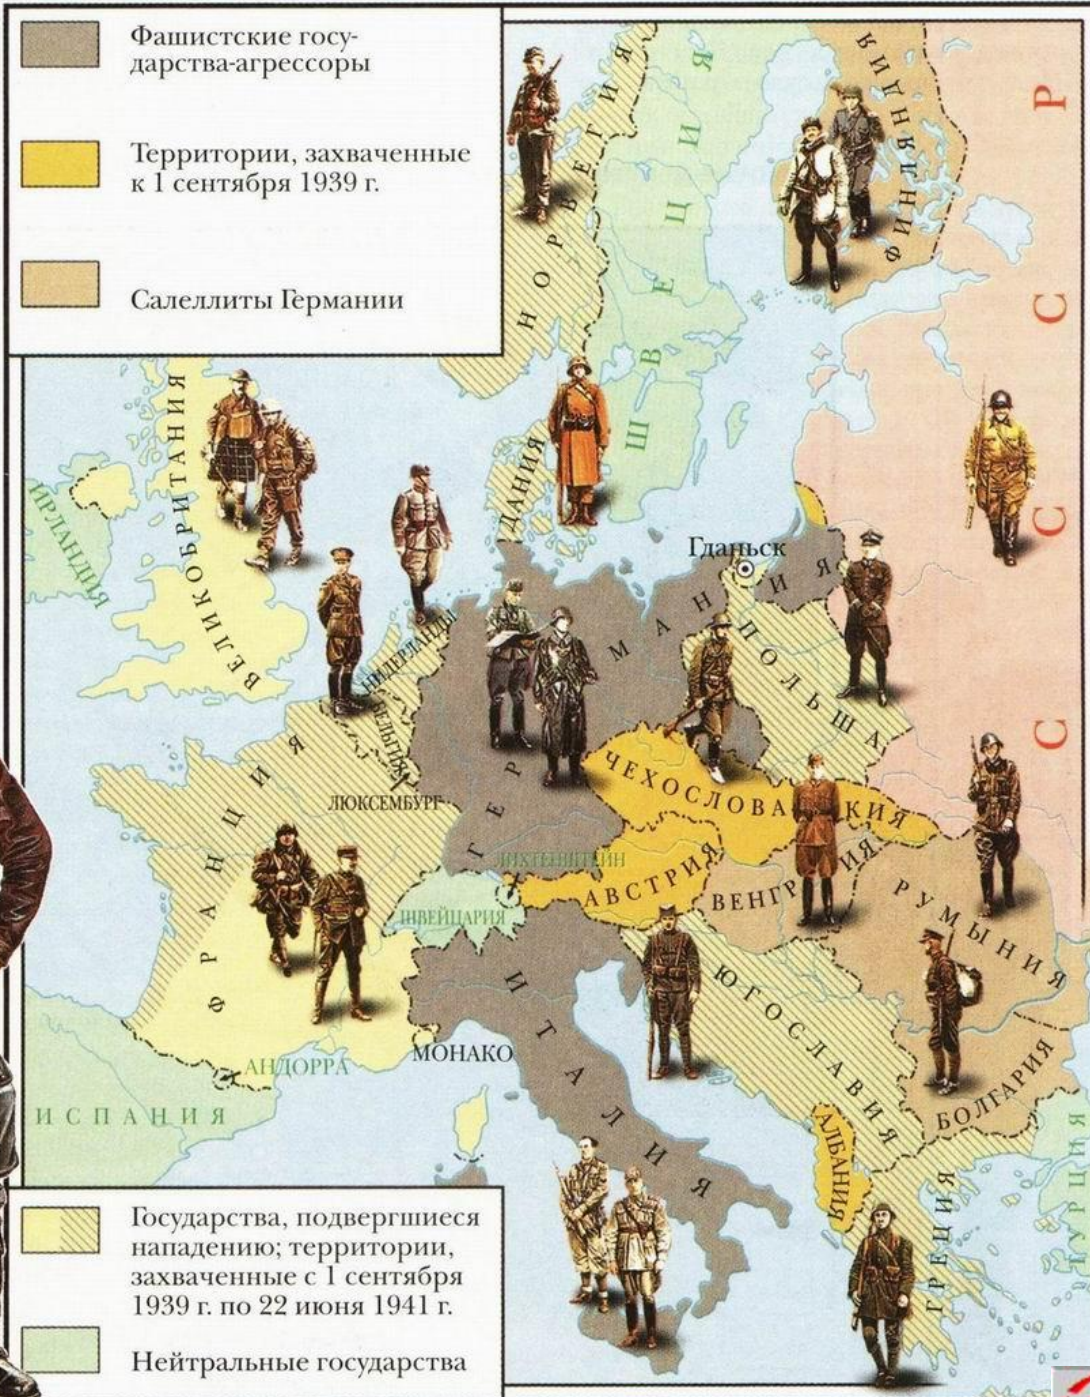 Фашистские госу-
дарства-агрессоры
Территории, захваченные
к 1 сентября 1939 г.
Салеллиты Германии
НОРВЕГИЯ
ШВЕЦИЯ
ФИНЛЯНДИЯ
СССР
ВЕЛИКОБРИТАНИЯ
ИРЛАНДИЯ
ДАНИЯ
Гданьск
НИДЕРЛАНДЫ
БЕЛЬГИЯ
ЛЮКСЕМБУРГ
ГЕРМАНИЯ
ПОЛЬША
ЧЕХОСЛОВАКИЯ
ФРАНЦИЯ
ЛИХТЕНШТЕЙН
АВСТРИЯ
ШВЕЙЦАРИЯ
ВЕНГРИЯ
РУМЫНИЯ
ИТАЛИЯ
ЮГОСЛАВИЯ
МОНАКО
АНДОРРА
ИСПАНИЯ
БОЛГАРИЯ
АЛБАНИЯ
ГРЕЦИЯ
ТУРЦИЯ
Государства, подвергшиеся
нападению; территории,
захваченные с 1 сентября
1939 г. по 22 июня 1941 г.
Нейтральные государства